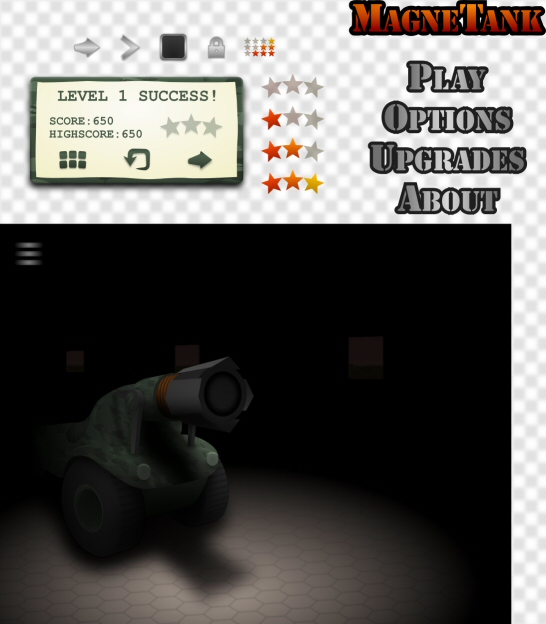 MAGNETANK
PLAY
OPTIONS
UPGRADES
ABOUT
LEVEL 1 SUCCESS!
SCORE:650
HIGHSCORE:650